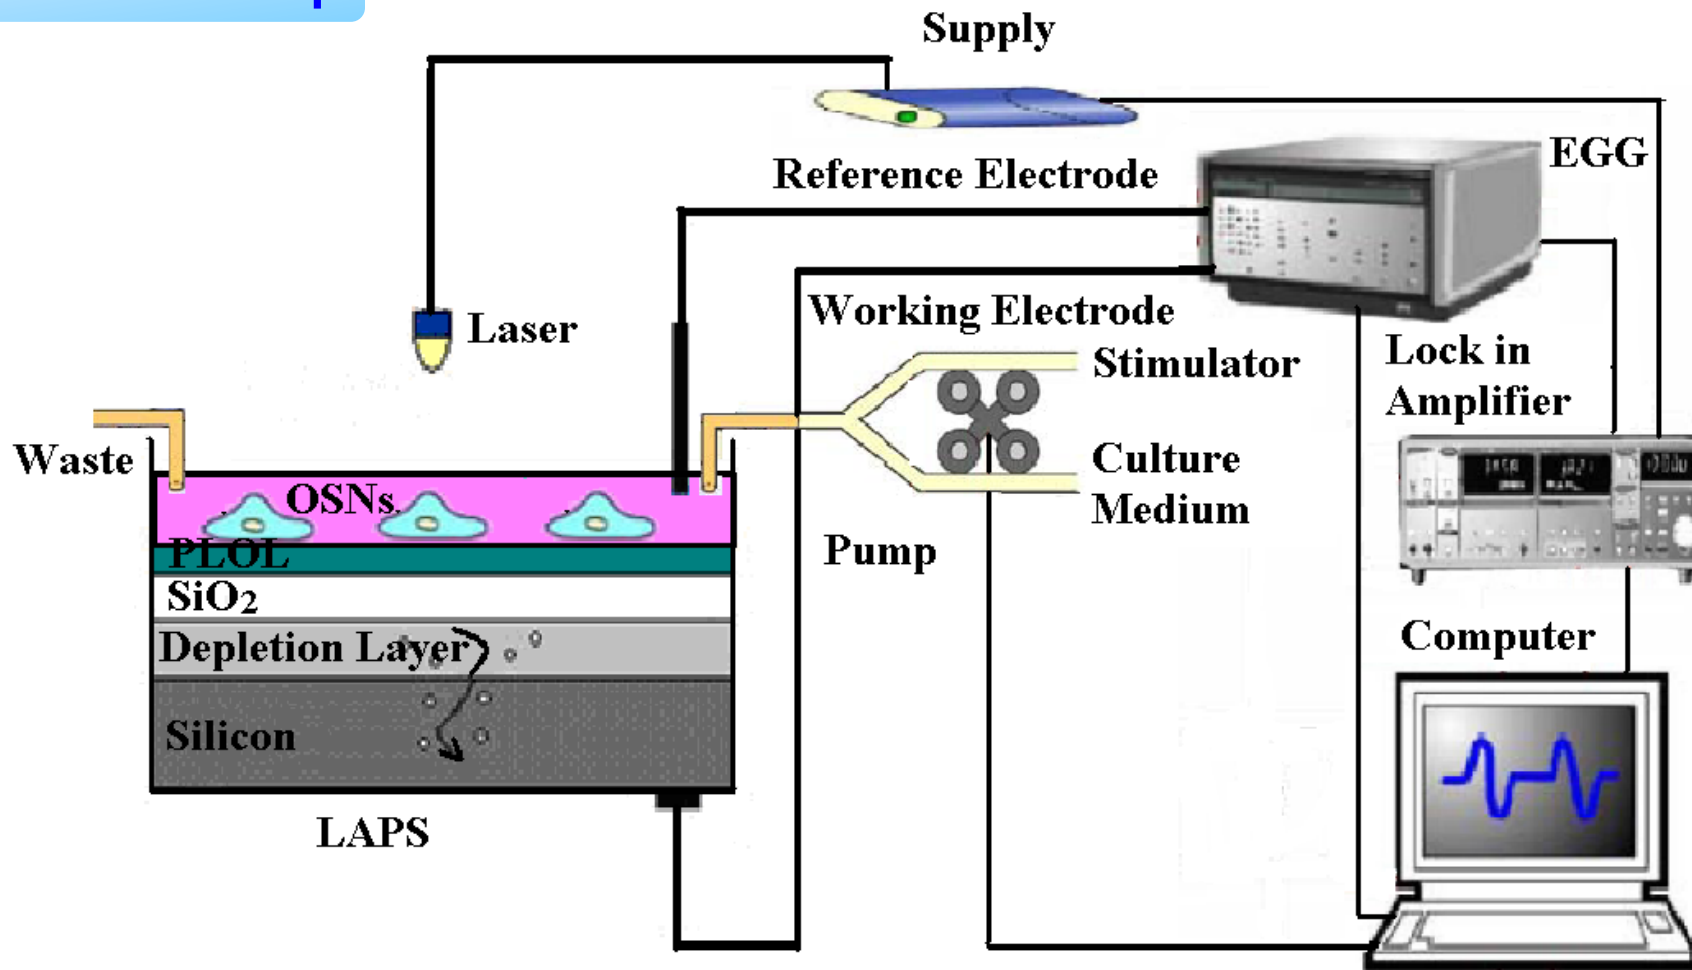 Supply
EGG
Reference Electrode
Working Electrode
Laser
Stimulator
Lock in
Amplifier
Waste
Culture
Medium
OSNs
Pump
PLOL
SiO2
Depletion Layer
Computer
Silicon
LAPS